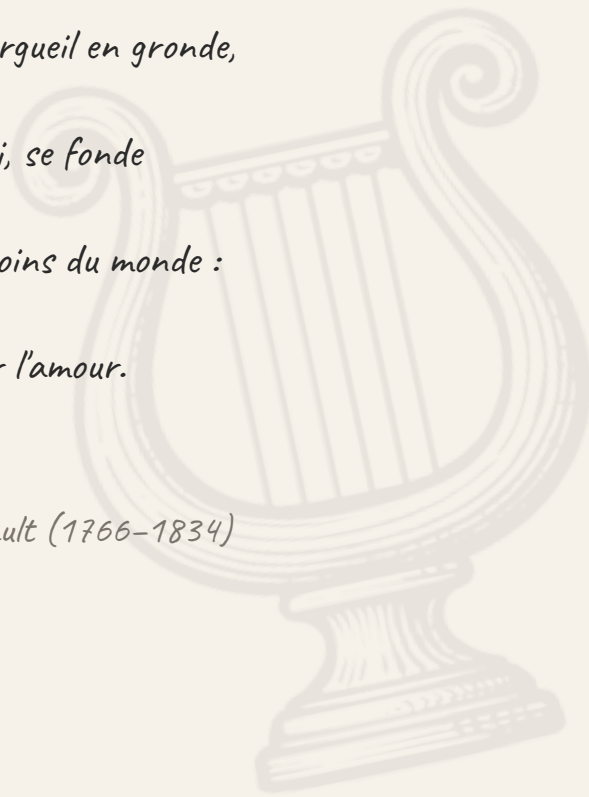 rgueil en gronde,
i, se fonde
oins du monde :
r l'amour.
ult (1766–1834)